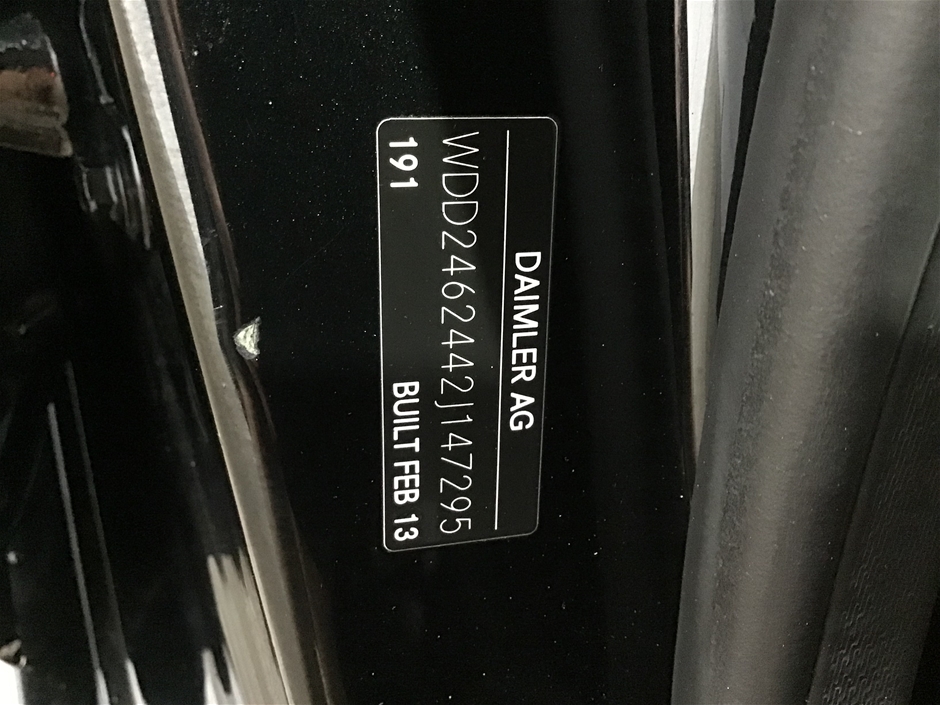 DAIMLER AG
WDD2462442J147295
191 BUILT FEB 13